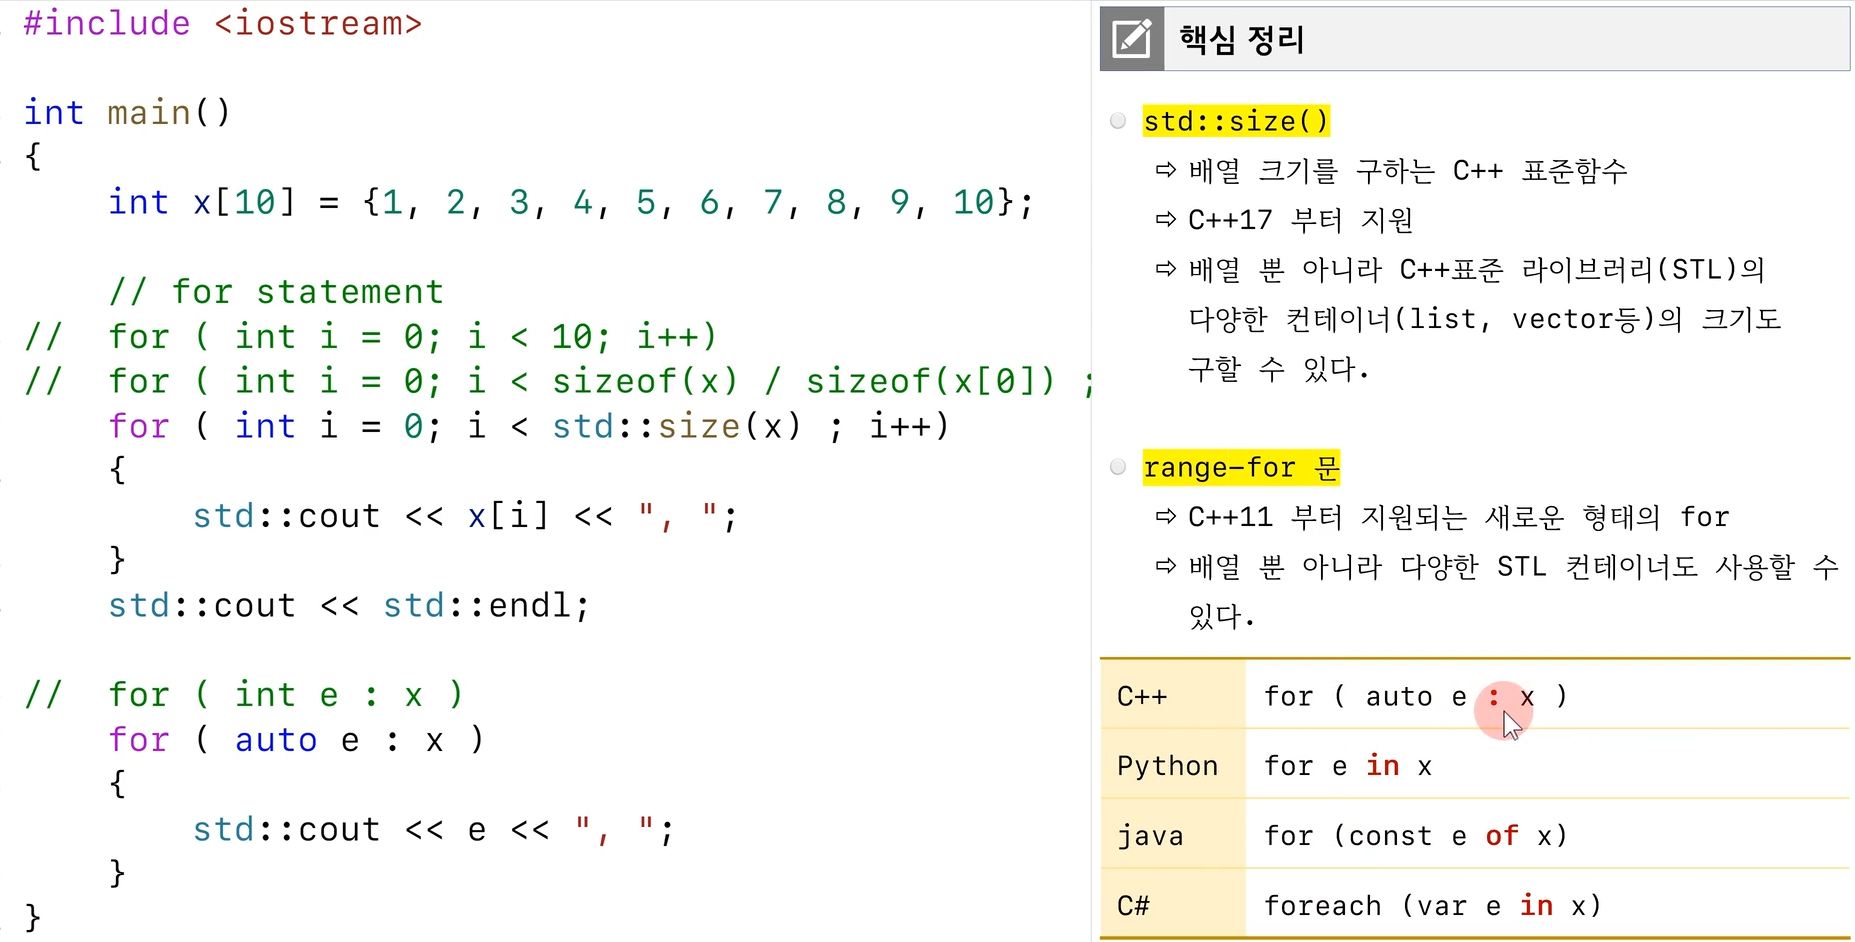 #include <iostream>
int main()
{
int x[10] = {1, 2, 3, 4, 5, 6, 7, 8, 9, 10};
// for statement
// for ( int i = 0; i < 10; i++)
// for ( int i = 0; i < sizeof(x) / sizeof(x[0]) ;
for ( int i = 0; i < std::size(x) ; i++)
{
std::cout << x[i] << ", ";
}
std::cout << std::endl;
// for ( int e : x )
for ( auto e : x )
{
std::cout << e << ", ";
}
}
핵심 정리
std::size()
⇨ 배열 크기를 구하는 C++ 표준함수
⇨ C++17 부터 지원
⇨ 배열 뿐 아니라 C++표준 라이브러리(STL)의
다양한 컨테이너(list, vector등)의 크기도
구할 수 있다.
range-for 문
⇨ C++11 부터 지원되는 새로운 형태의 for
⇨ 배열 뿐 아니라 다양한 STL 컨테이너도 사용할 수
있다.
C++ for ( auto e : x )
Python for e in x
java for (const e of x)
C# foreach (var e in x)